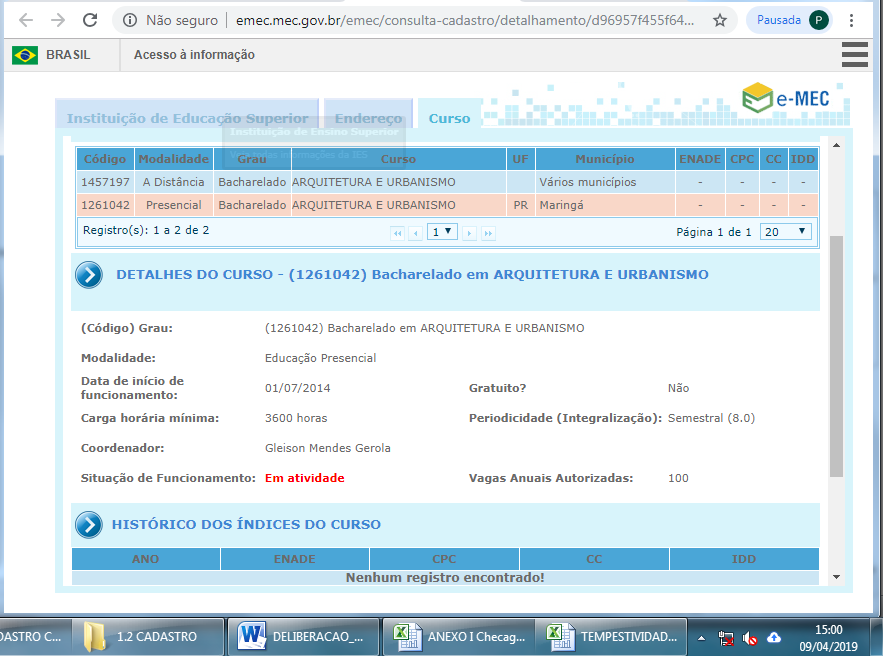 Não seguro | emec.mec.gov.br/emec/consulta-cadastro/detalhamento/d96957f455f64... Pausada P
BRASIL Acesso à informação
e-MEC
Instituição de Educação Superior Endereço Curso
Instituição de Ensino Superior
Código Modalidade Grau Curso UF Município ENADE CPC CC IDD
1457197 A Distância Bacharelado ARQUITETURA E URBANISMO Vários municípios - - - -
1261042 Presencial Bacharelado ARQUITETURA E URBANISMO PR Maringá - - - -
Registro(s): 1 a 2 de 2 1 Página 1 de 1 20
DETALHES DO CURSO - (1261042) Bacharelado em ARQUITETURA E URBANISMO
(Código) Grau: (1261042) Bacharelado em ARQUITETURA E URBANISMO
Modalidade: Educação Presencial
Data de início de
funcionamento: 01/07/2014 Gratuito? Não
Carga horária mínima: 3600 horas Periodicidade (Integralização): Semestral (8.0)
Coordenador: Gleison Mendes Gerola
Situação de Funcionamento: Em atividade Vagas Anuais Autorizadas: 100
HISTÓRICO DOS ÍNDICES DO CURSO
ANO ENADE CPC CC IDD
Nenhum registro encontrado!
DASTRO C... 1.2 CADASTRO DELIBERACAO_... ANEXO I Checag... TEMPESTIVIDAD... 15:00
09/04/2019